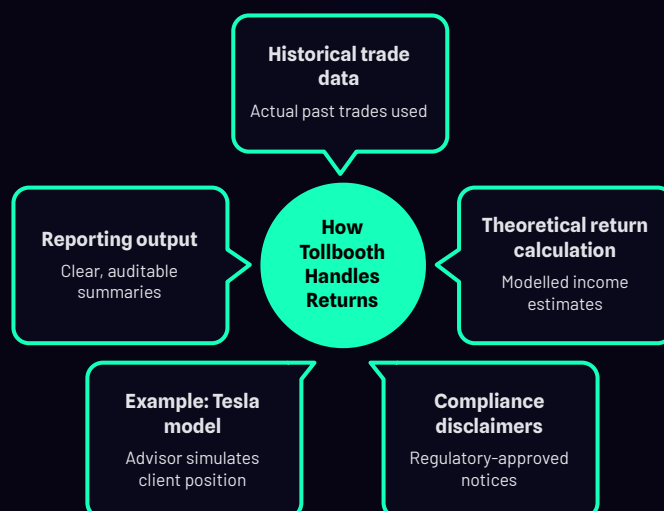 Historical trade
data
Actual past trades used
How
Tollbooth
Handles
Returns
Reporting output
Clear, auditable
summaries
Theoretical return
calculation
Modelled income
estimates
Example: Tesla
model
Advisor simulates
client position
Compliance
disclaimers
Regulatory-approved
notices